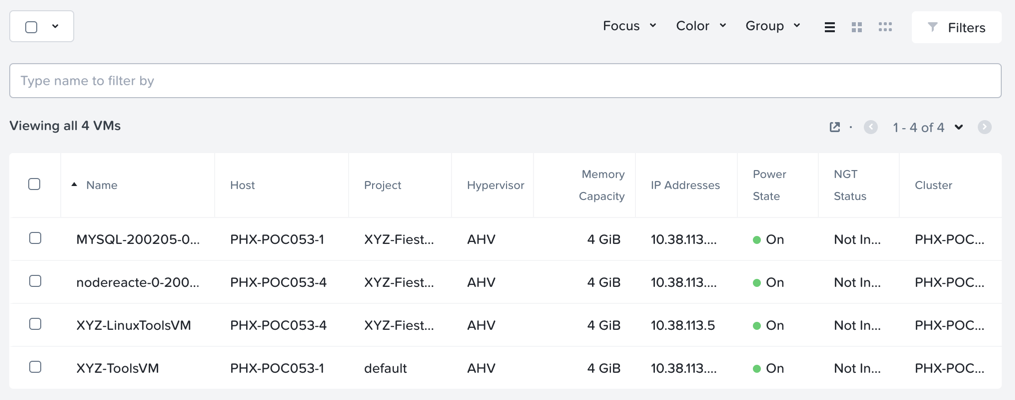 Focus Color Group Filters
Type name to filter by
Viewing all 4 VMs · 1 - 4 of 4
Name Host Project Hypervisor Memory Capacity IP Addresses Power State NGT Status Cluster
MYSQL-200205-0... PHX-POC053-1 XYZ-Fiest... AHV 4 GiB 10.38.113.... On Not In... PHX-POC...
nodereacte-0-200... PHX-POC053-4 XYZ-Fiest... AHV 4 GiB 10.38.113.... On Not In... PHX-POC...
XYZ-LinuxToolsVM PHX-POC053-4 XYZ-Fiest... AHV 4 GiB 10.38.113.5 On Not In... PHX-POC...
XYZ-ToolsVM PHX-POC053-1 default AHV 4 GiB 10.38.113.... On Not In... PHX-POC...